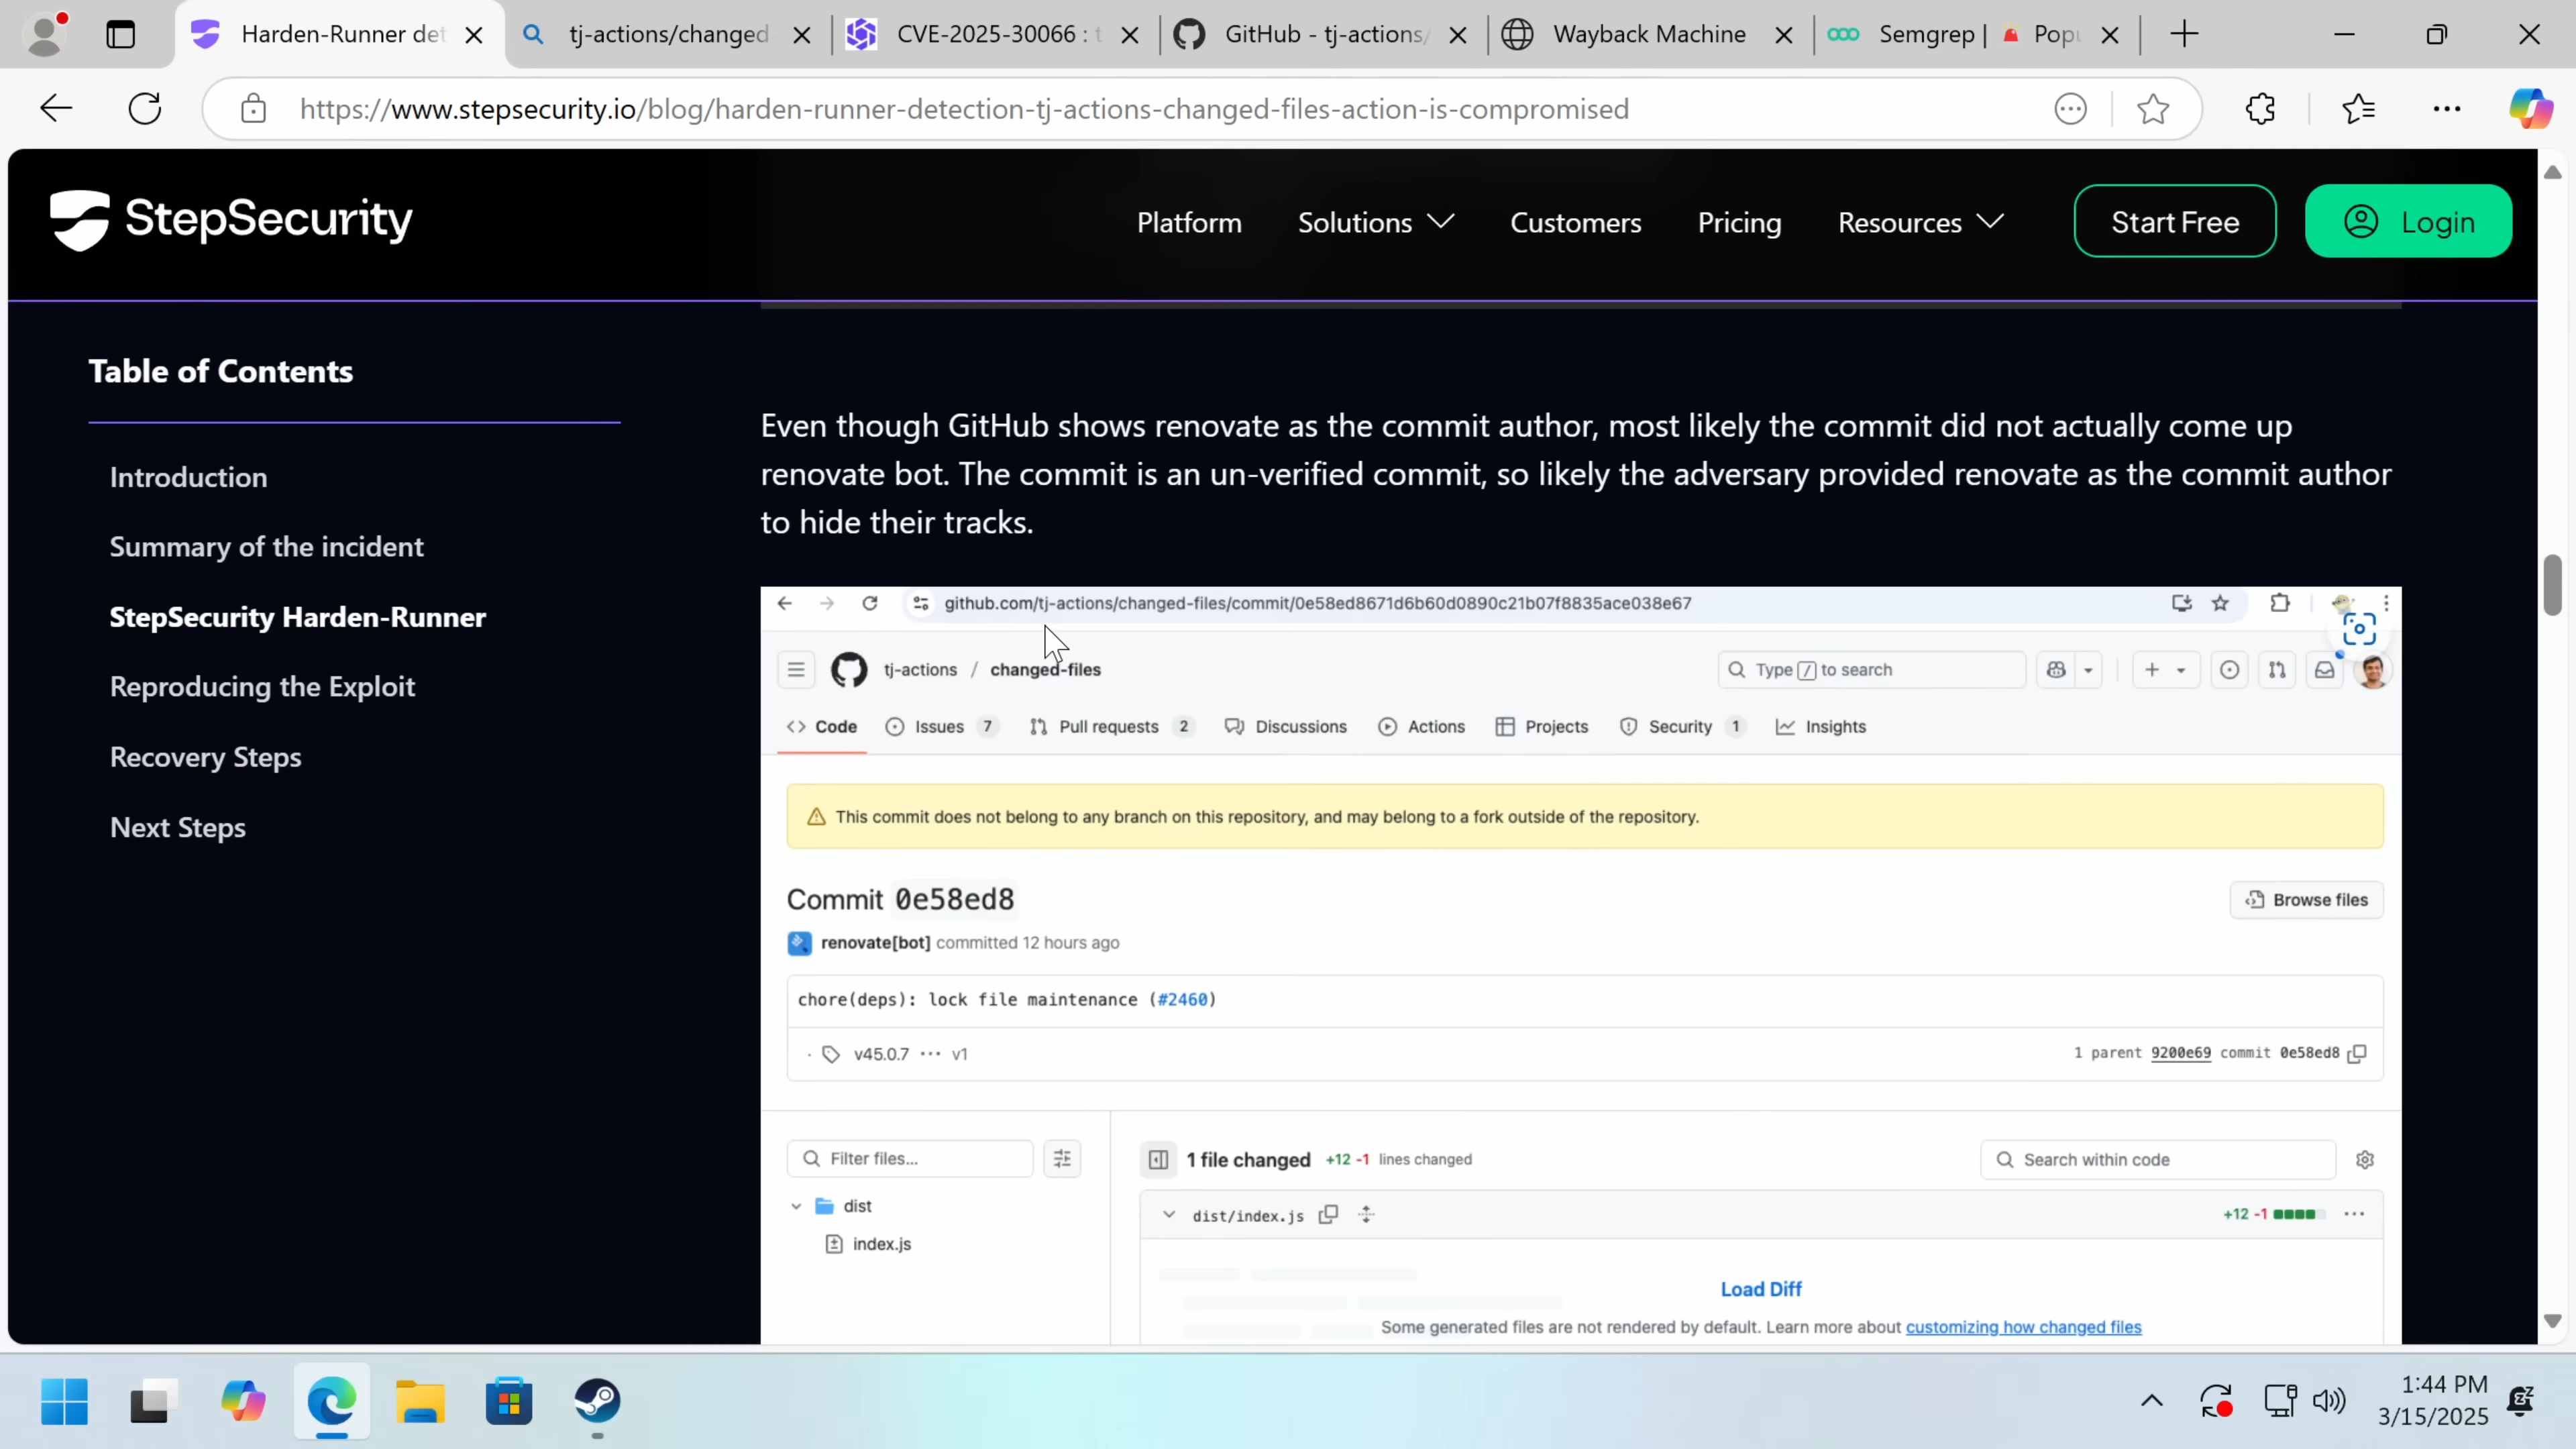 Harden-Runner det
tj-actions/changed
CVE-2025-30066 : t
GitHub - tj-actions/
Wayback Machine
Semgrep | Popu
https://www.stepsecurity.io/blog/harden-runner-detection-tj-actions-changed-files-action-is-compromised
StepSecurity
Platform
Solutions
Customers
Pricing
Resources
Start Free
Login
Table of Contents
Introduction
Summary of the incident
StepSecurity Harden-Runner
Reproducing the Exploit
Recovery Steps
Next Steps
Even though GitHub shows renovate as the commit author, most likely the commit did not actually come up
renovate bot. The commit is an un-verified commit, so likely the adversary provided renovate as the commit author
to hide their tracks.
github.com/tj-actions/changed-files/commit/0e58ed8671d6b60d0890c21b07f8835ace038e67
tj-actions / changed-files
Type / to search
Code
Issues 7
Pull requests 2
Discussions
Actions
Projects
Security 1
Insights
This commit does not belong to any branch on this repository, and may belong to a fork outside of the repository.
Commit 0e58ed8
Browse files
renovate[bot] committed 12 hours ago
chore(deps): lock file maintenance (#2460)
v45.0.7 ··· v1
1 parent 9200e69 commit 0e58ed8
Filter files...
1 file changed +12 -1 lines changed
Search within code
dist
dist/index.js
+12 -1
index.js
Load Diff
Some generated files are not rendered by default. Learn more about customizing how changed files
1:44 PM
3/15/2025